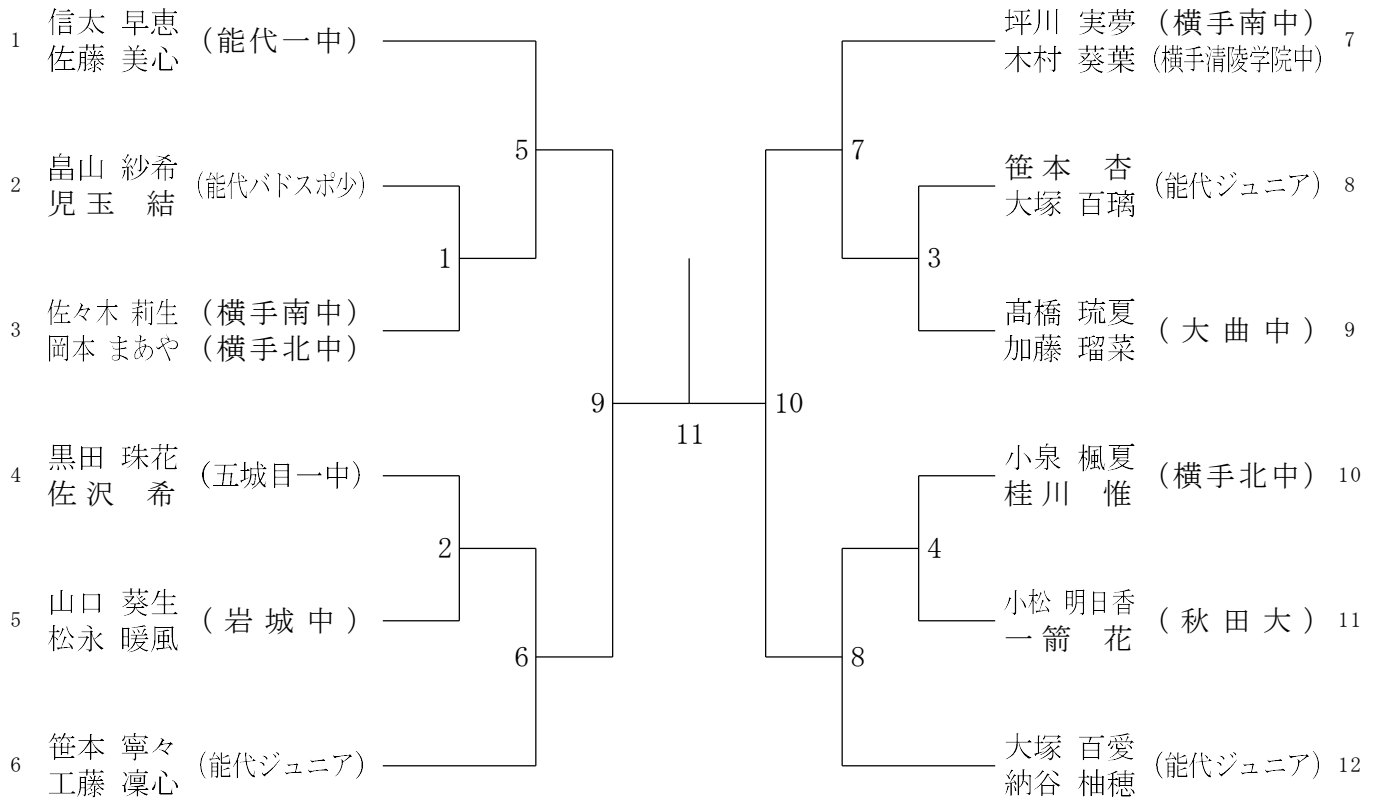 1 信太 早恵 (能代一中)
佐藤 美心
2 畠山 紗希 (能代バドスポ少)
児玉 結
3 佐々木 莉生 (横手南中)
岡本 まあや (横手北中)
4 黒田 珠花 (五城目一中)
佐沢 希
5 山口 葵生 (岩城中)
松永 暖風
6 笹本 寧々 (能代ジュニア)
工藤 凜心
5
1
2
6
9
11
10
7
3
4
8
坪川 実夢 (横手南中) 7
木村 葵葉 (横手清陵学院中)
笹本 杏 (能代ジュニア) 8
大塚 百璃
髙橋 琉夏 (大曲中) 9
加藤 瑠菜
小泉 楓夏 (横手北中) 10
桂川 惟
小松 明日香 (秋田大) 11
一箭 花
大塚 百愛 (能代ジュニア) 12
納谷 柚穂